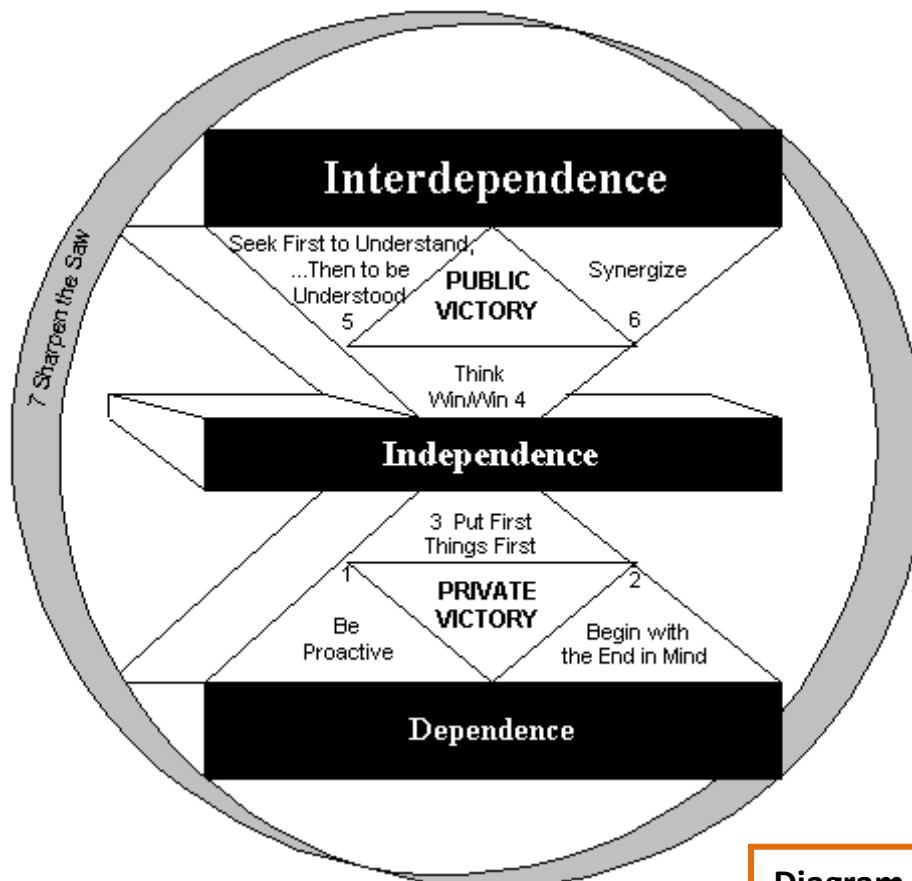 Interdependence
Seek First to Understand,
...Then to be
Understood
5
PUBLIC
VICTORY
Synergize
6
7 Sharpen the Saw
Think
Win/Win 4
Independence
3 Put First
Things First
1
2
PRIVATE
VICTORY
Be
Proactive
Begin with
the End in Mind
Dependence
Diagram